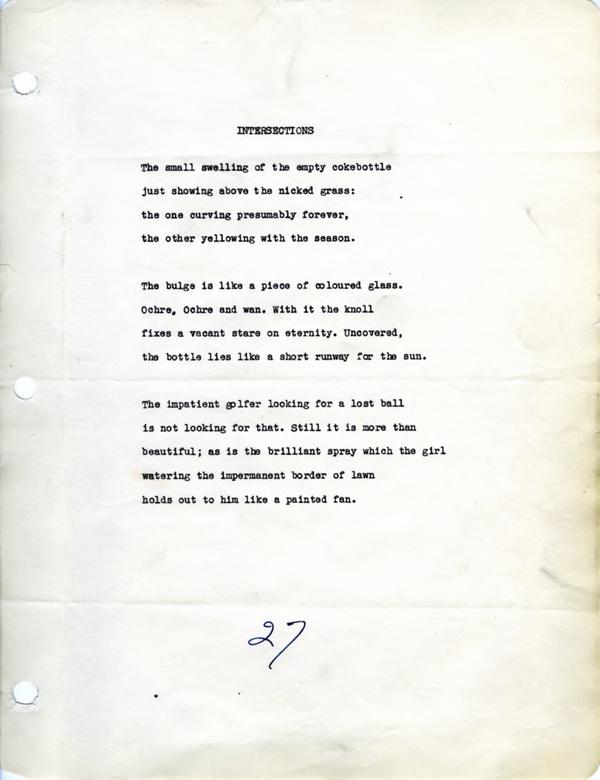 INTERSECTIONS
The small swelling of the empty cokebottle
just showing above the nicked grass:
the one curving presumably forever,
the other yellowing with the season.
The bulge is like a piece of coloured glass.
Ochre, Ochre and wan. With it the knoll
fixes a vacant stare on eternity. Uncovered,
the bottle lies like a short runway for the sun.
The impatient golfer looking for a lost ball
is not looking for that. Still it is more than
beautiful; as is the brilliant spray which the girl
watering the impermanent border of lawn
holds out to him like a painted fan.
27